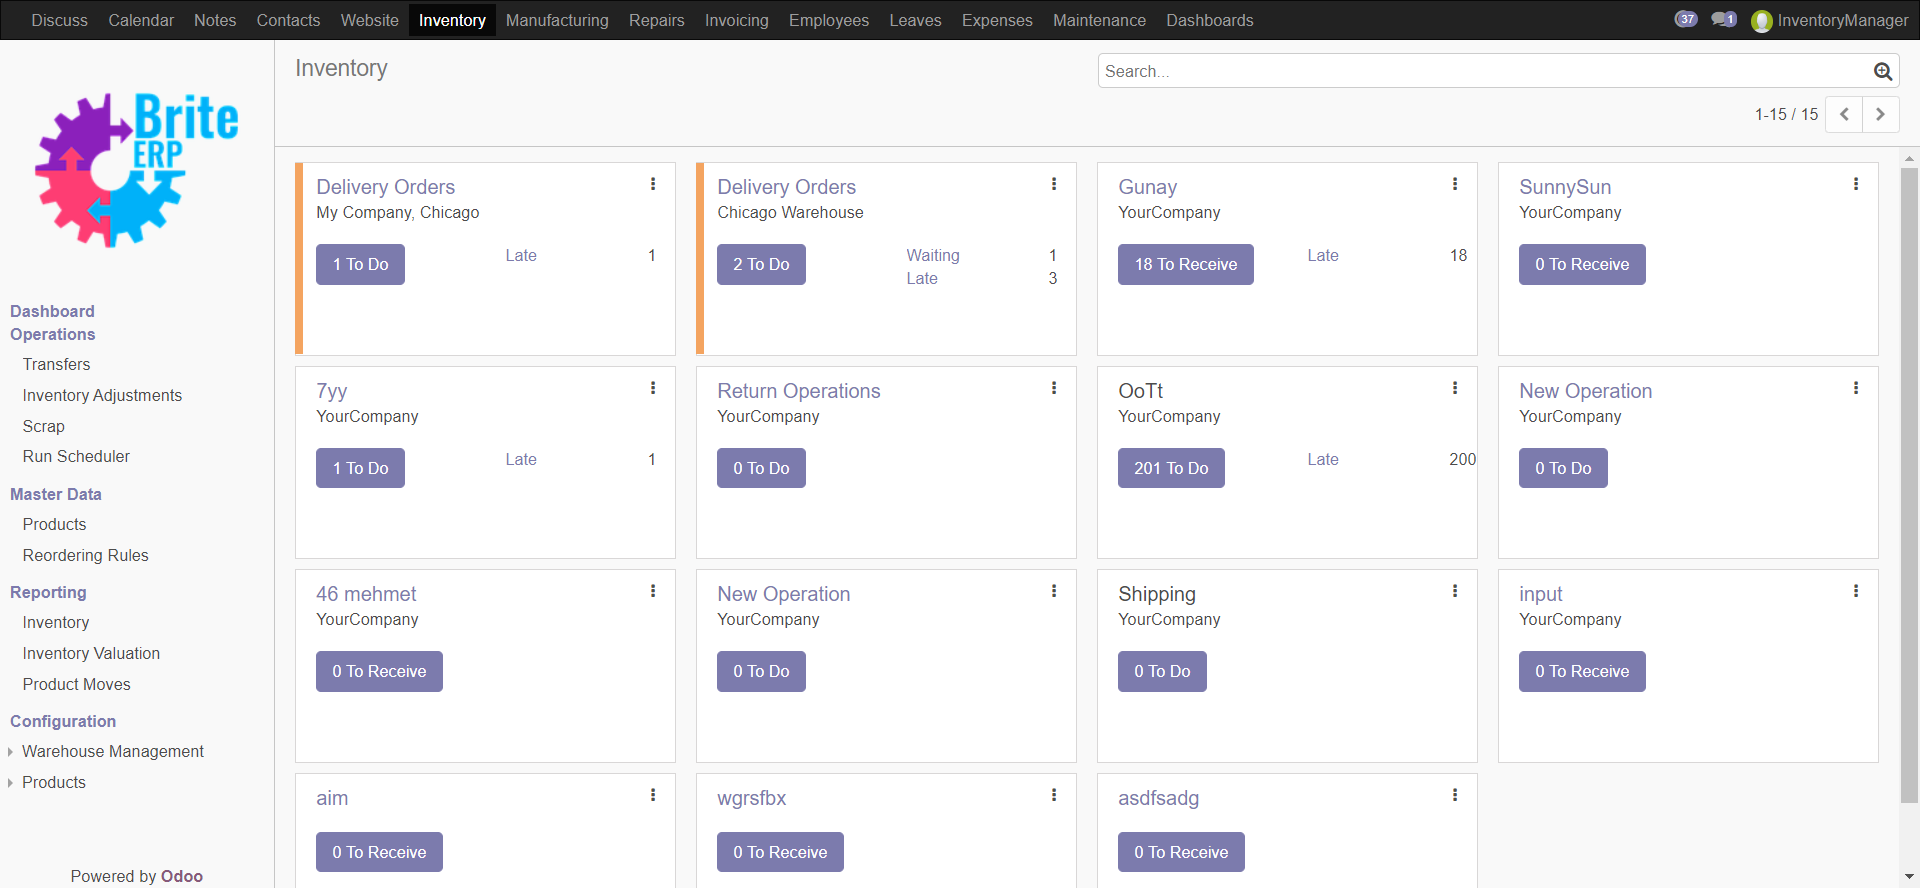 Discuss Calendar Notes Contacts Website Inventory Manufacturing Repairs Invoicing Employees Leaves Expenses Maintenance Dashboards 37 1 InventoryManager
Brite
ERP
Dashboard
Operations
Transfers
Inventory Adjustments
Scrap
Run Scheduler
Master Data
Products
Reordering Rules
Reporting
Inventory
Inventory Valuation
Product Moves
Configuration
Warehouse Management
Products
Powered by Odoo
Inventory
Search...
1-15 / 15
Delivery Orders
My Company, Chicago
1 To Do
Late 1
Delivery Orders
Chicago Warehouse
2 To Do
Waiting 1
Late 3
Gunay
YourCompany
18 To Receive
Late 18
SunnySun
YourCompany
0 To Receive
7yy
YourCompany
1 To Do
Late 1
Return Operations
YourCompany
0 To Do
OoTt
YourCompany
201 To Do
Late 200
New Operation
YourCompany
0 To Do
46 mehmet
YourCompany
0 To Receive
New Operation
YourCompany
0 To Do
Shipping
YourCompany
0 To Do
input
YourCompany
0 To Receive
aim
0 To Receive
wgrsfbx
0 To Receive
asdfsadg
0 To Receive